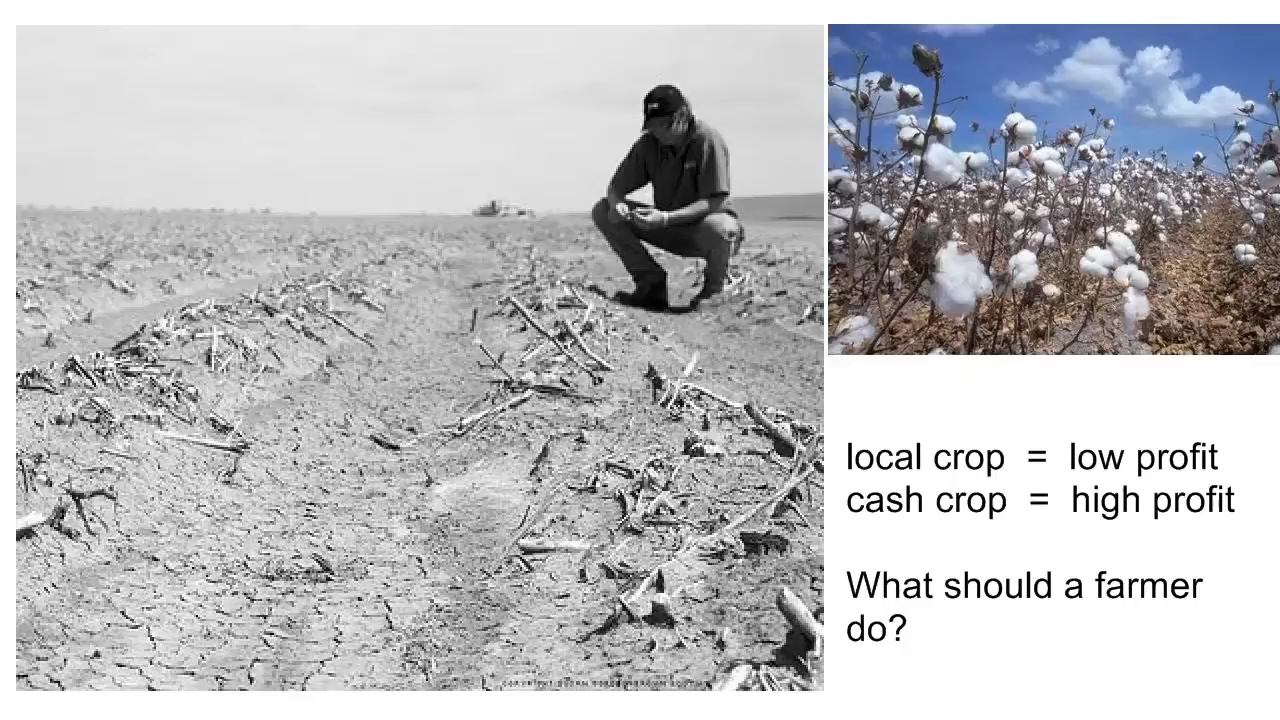 local crop = low profit
cash crop = high profit
What should a farmer
do?